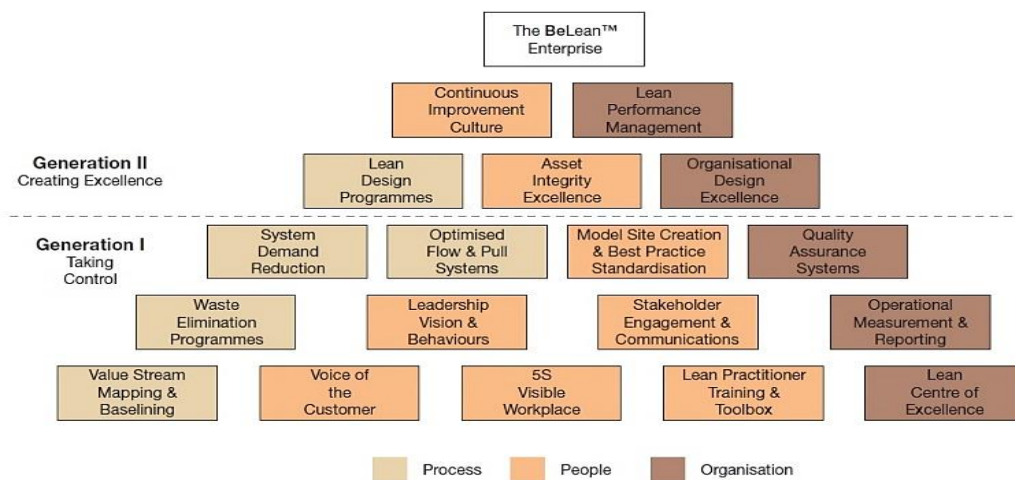 The BeLean™
Enterprise
Continuous
Improvement
Culture
Lean
Performance
Management
Generation II
Creating Excellence
Lean
Design
Programmes
Asset
Integrity
Excellence
Organisational
Design
Excellence
Generation I
Taking
Control
System
Demand
Reduction
Optimised
Flow & Pull
Systems
Model Site Creation
& Best Practice
Standardisation
Quality
Assurance
Systems
Waste
Elimination
Programmes
Leadership
Vision &
Behaviours
Stakeholder
Engagement &
Communications
Operational
Measurement &
Reporting
Value Stream
Mapping &
Baselining
Voice of
the
Customer
5S
Visible
Workplace
Lean Practitioner
Training &
Toolbox
Lean
Centre of
Excellence
Process
People
Organisation